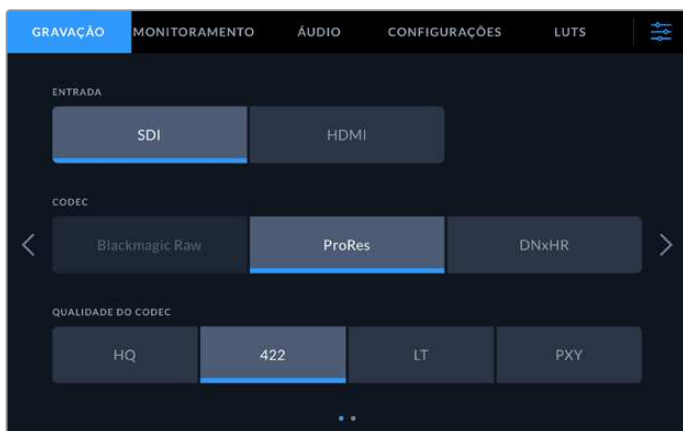 GRAVAÇÃO MONITORAMENTO ÁUDIO CONFIGURAÇÕES LUTS
ENTRADA
SDI HDMI
CODEC
Blackmagic Raw ProRes DNxHR
QUALIDADE DO CODEC
HQ 422 LT PXY